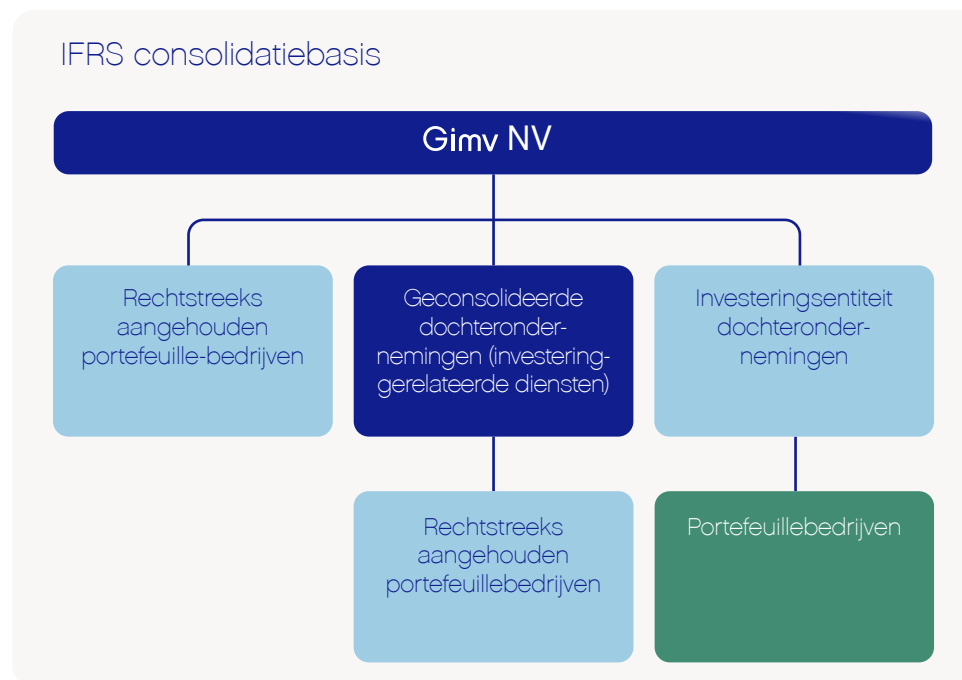 IFRS consolidatiebasis
Gimv NV
Rechtstreeks
aangehouden
portefeuille-bedrijven
Geconsolideerde
dochteronder-
nemingen (investering-
gerelateerde diensten)
Investeringsentiteit
dochteronder-
nemingen
Rechtstreeks
aangehouden
portefeuillebedrijven
Portefeuillebedrijven